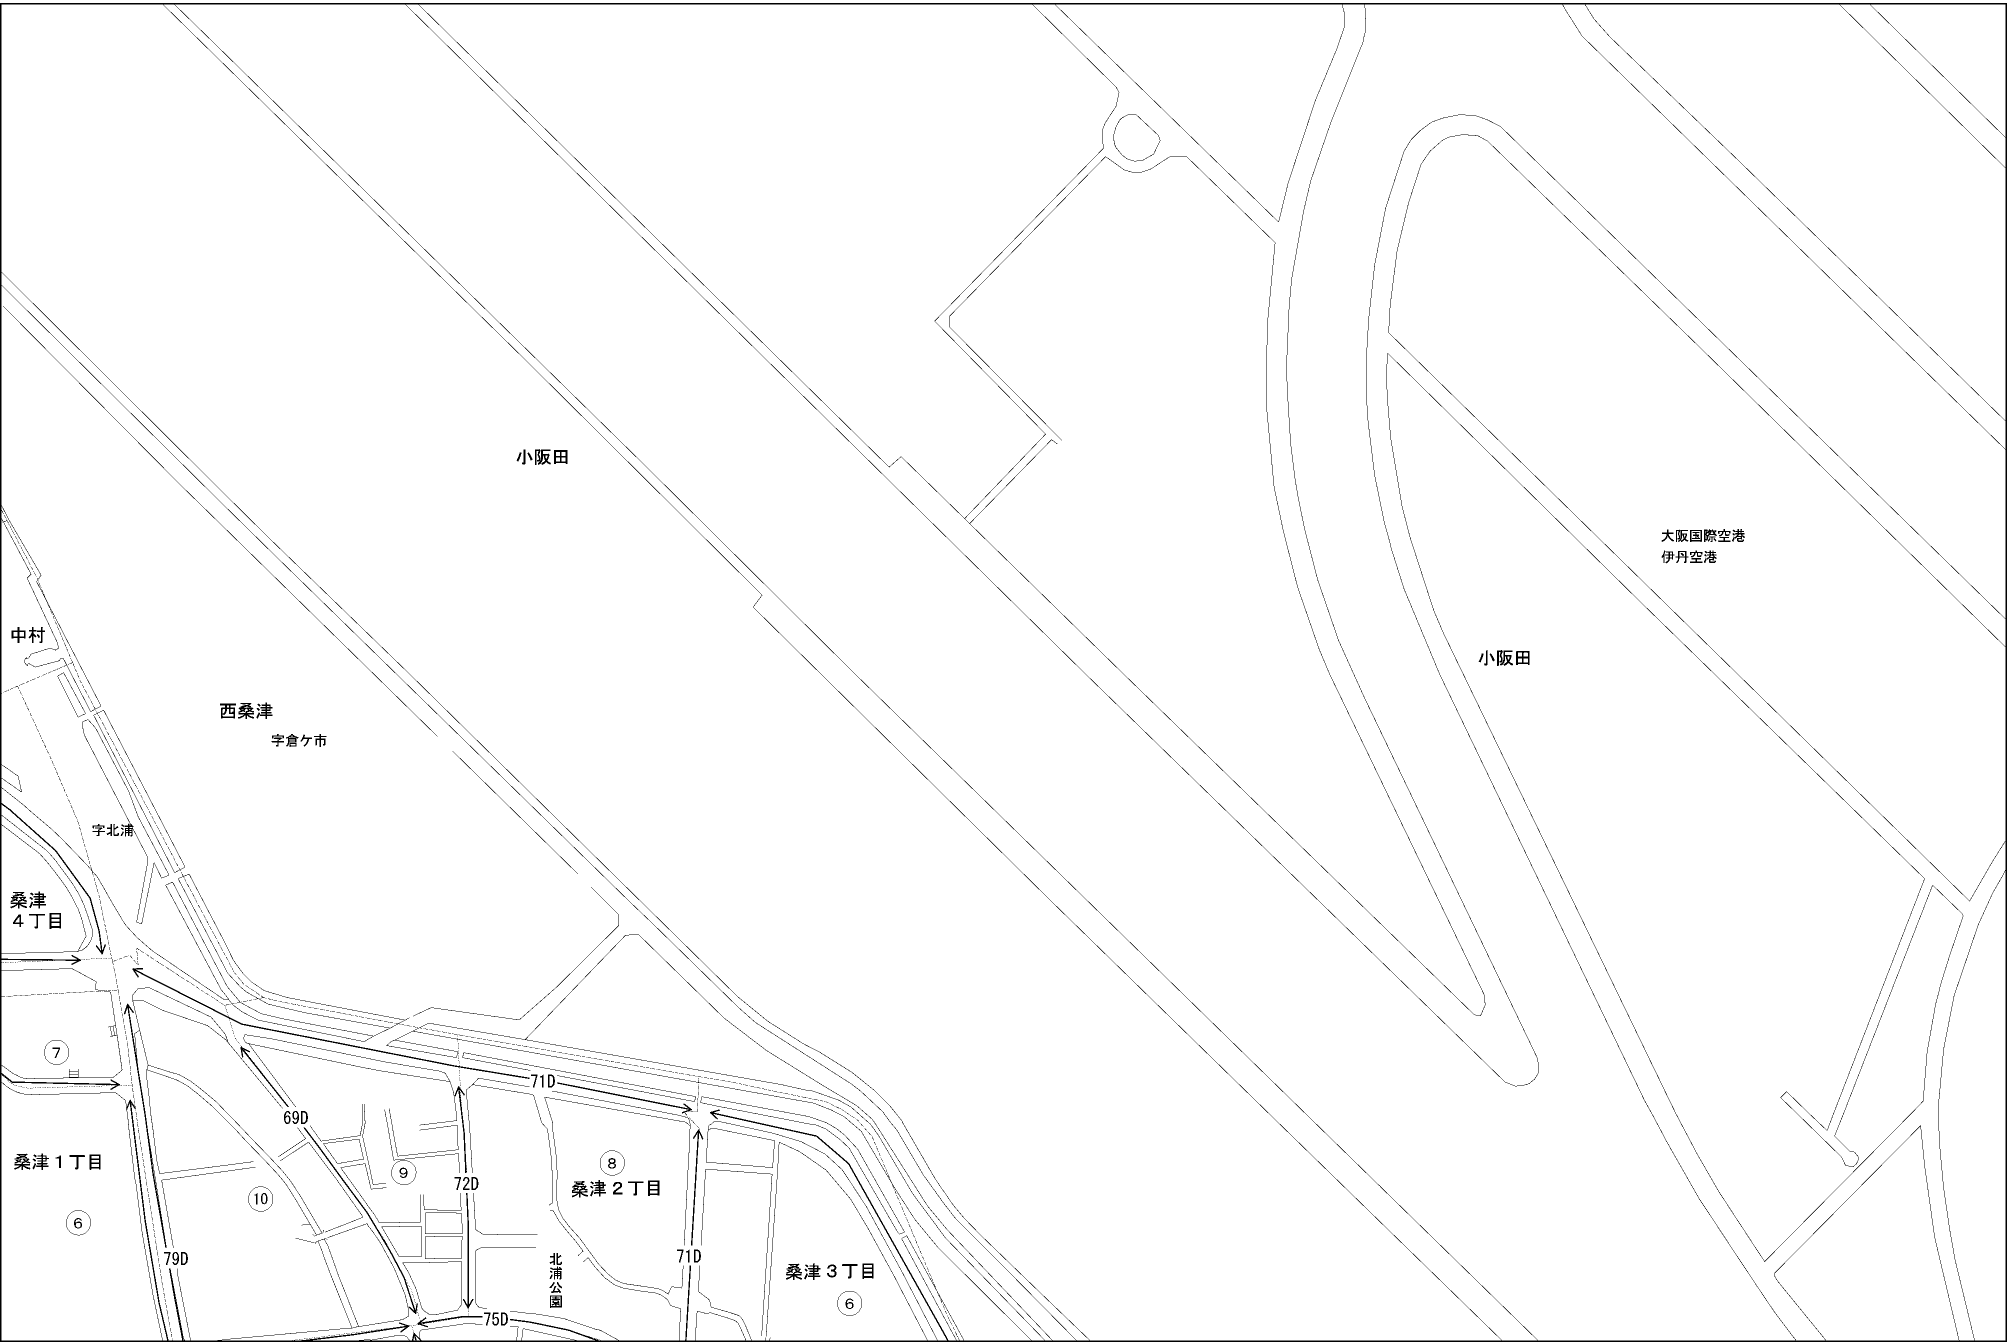 小阪田
大阪国際空港
伊丹空港
中村
小阪田
西桑津
字倉ケ市
字北浦
桑津
4丁目
⑦
71D
69D
桑津1丁目
⑨
⑧
72D
桑津2丁目
⑩
⑥
79D
71D
北浦公園
桑津3丁目
⑥
75D